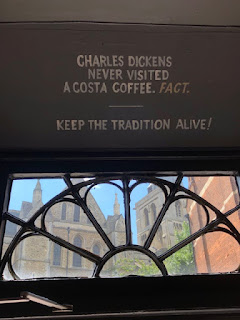 CHARLES DICKENS
NEVER VISITED
A COSTA COFFEE. FACT.
KEEP THE TRADITION ALIVE!